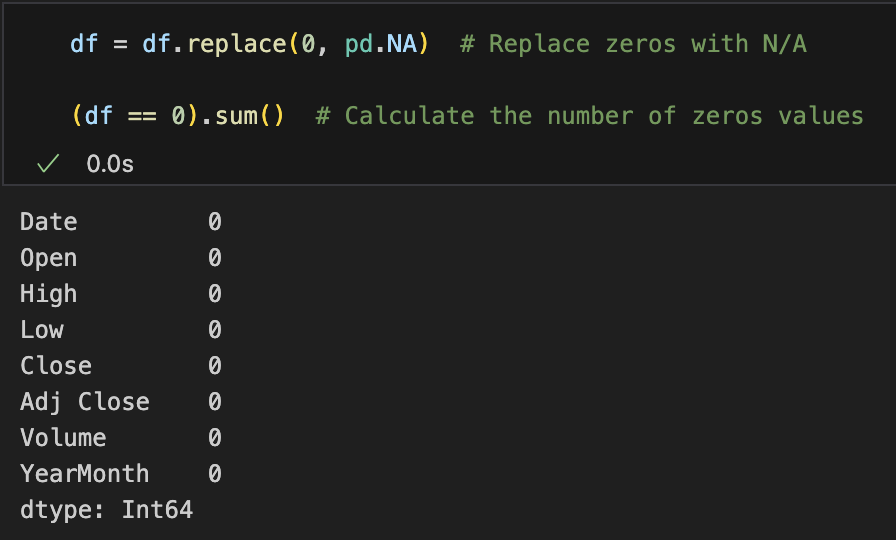 df = df.replace(0, pd.NA)  # Replace zeros with N/A
(df == 0).sum()  # Calculate the number of zeros values
✓ 0.0s
Date 0
Open 0
High 0
Low 0
Close 0
Adj Close 0
Volume 0
YearMonth 0
dtype: Int64